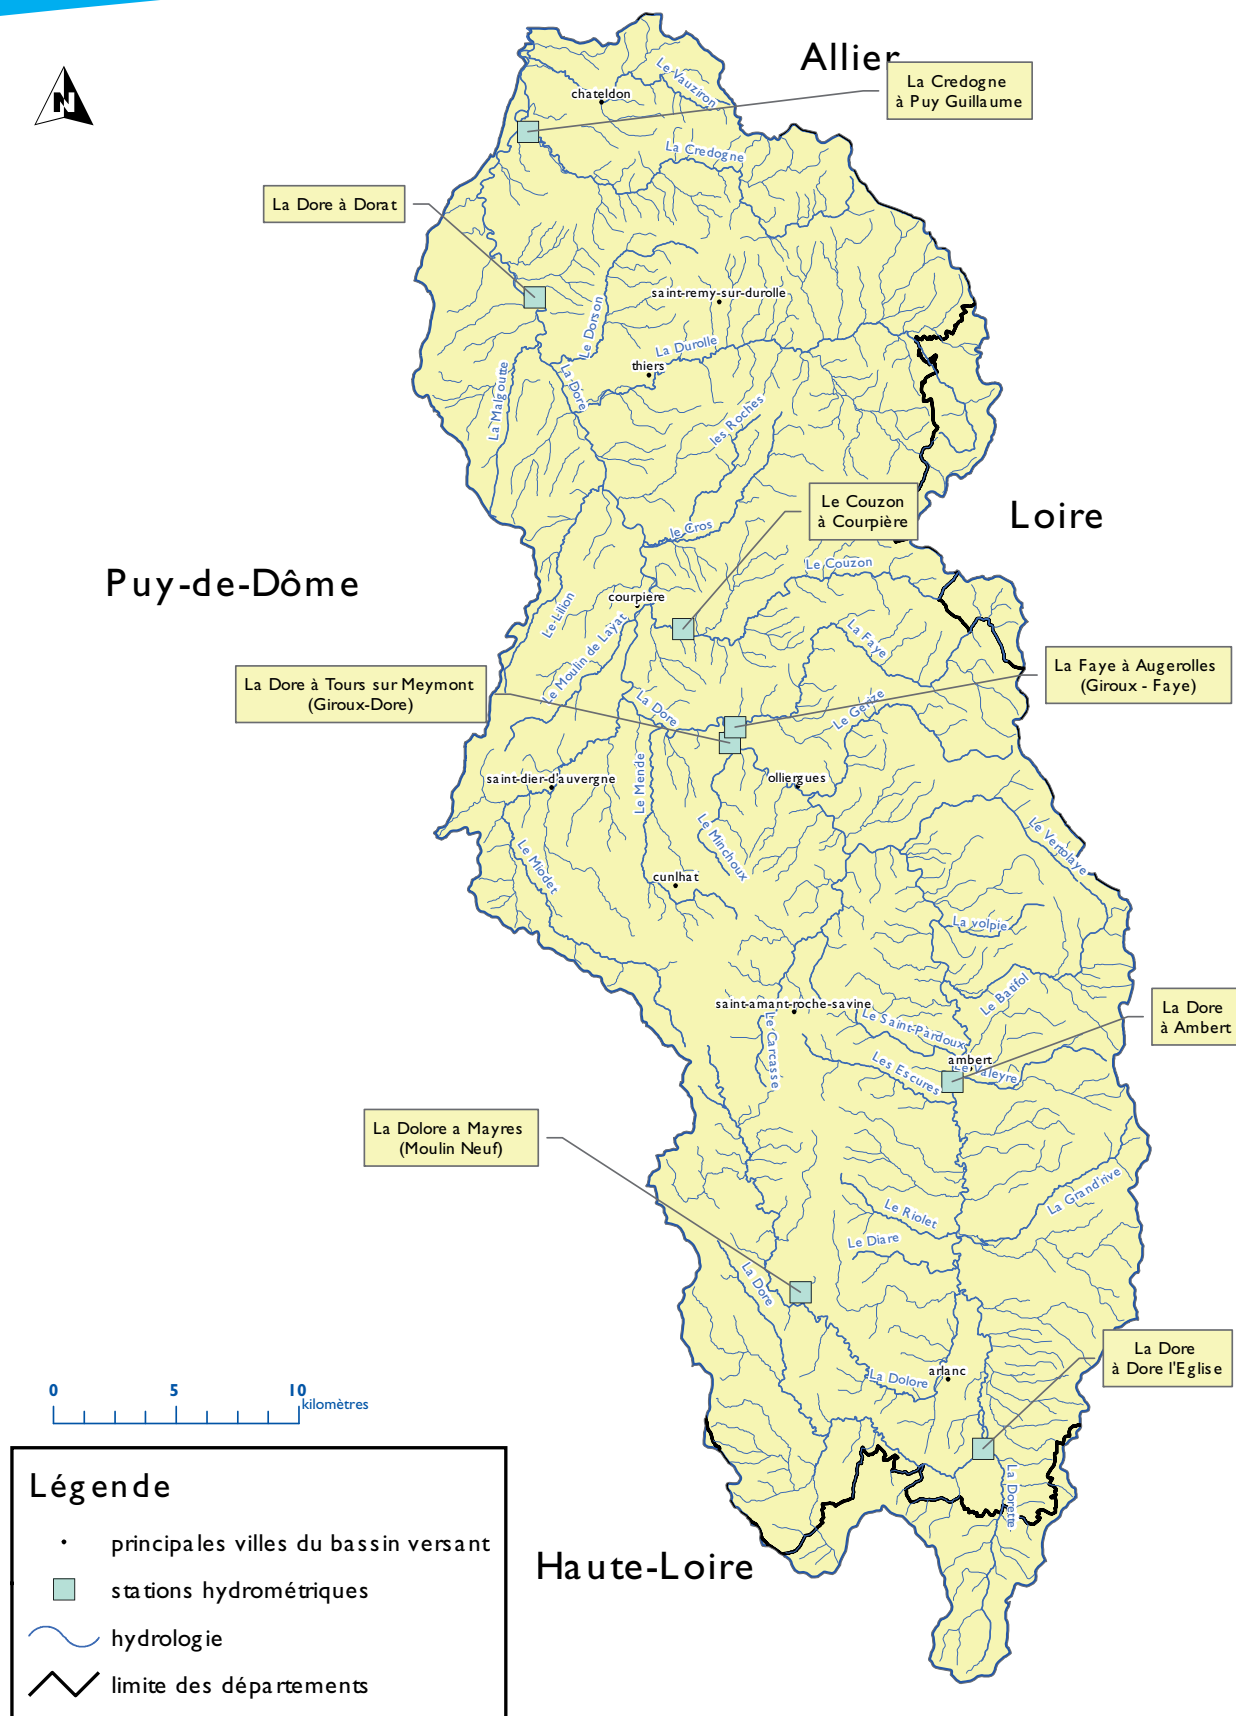 Allier
La Credogne
à Puy Guillaume
N
Le Vauziron
chateldon
La Credogne
La Dore à Dorat
saint-remy-sur-durolle
Le Dorson
La Durolle
thiers
La Dore
La Malgoutte
les Roches
Le Couzon
à Courpière
Loire
le Cros
Le Couzon
Puy-de-Dôme
courpiere
Le Lilion
Le Moulin de Layat
La Faye
La Faye à Augerolles
(Giroux - Faye)
La Dore à Tours sur Meymont
(Giroux-Dore)
La Dore
Le Gerize
saint-dier-d'auvergne
Le Mende
olliergues
Le Minchoux
Le Vertolaye
Le Miodet
cunlhat
La volpie
Le Batifol
saint-amant-roche-savine
La Dore
à Ambert
Le Carcasse
Le Saint-Pardoux
ambert
Les Escures
Le Valeyre
La Dolore a Mayres
(Moulin Neuf)
La Grand'rive
Le Riolet
Le Diare
La Dore
La Dore
à Dore l'Eglise
La Dolore
arlanc
0 5 10
kilomètres
La Dorette
Légende
principales villes du bassin versant
stations hydrométriques
hydrologie
limite des départements
Haute-Loire